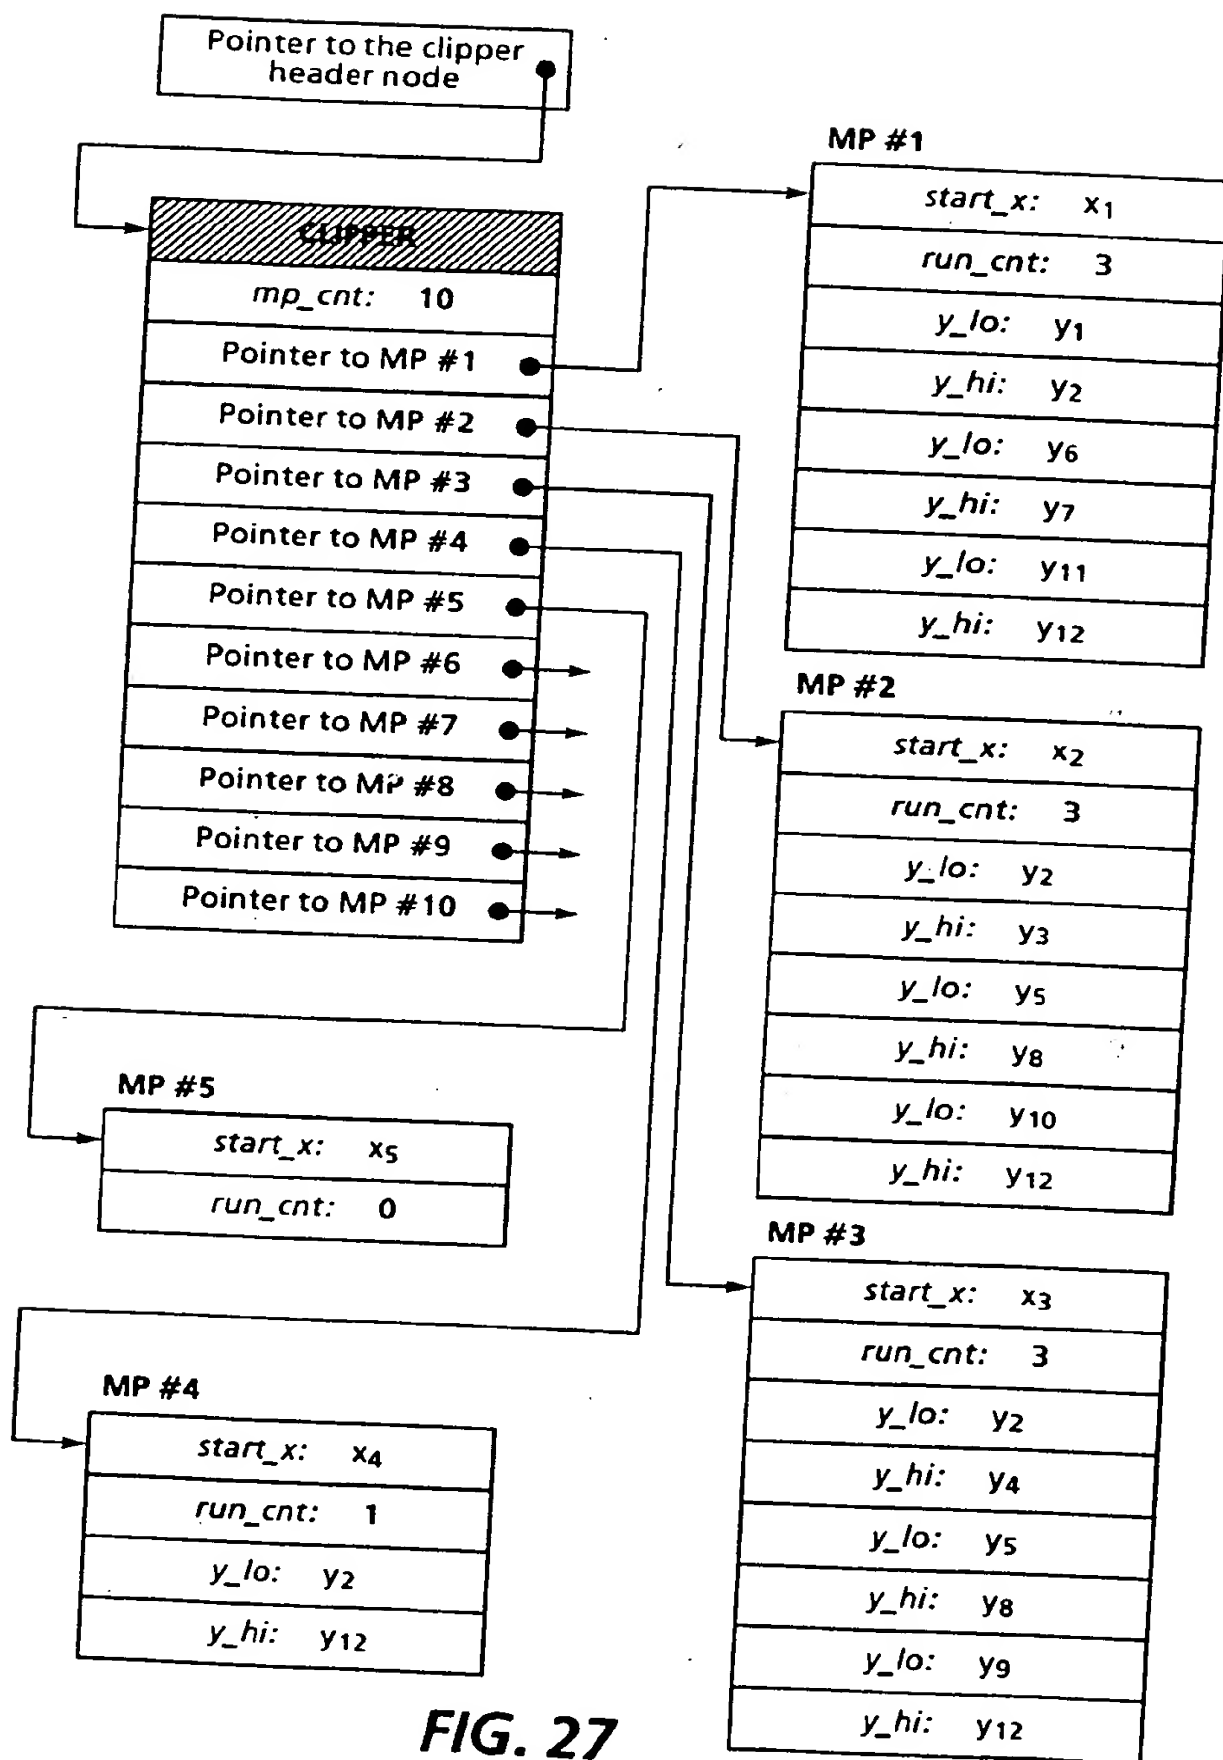 Pointer to the clipper
header node
CLIPPER
mp_cnt: 10
Pointer to MP #1
Pointer to MP #2
Pointer to MP #3
Pointer to MP #4
Pointer to MP #5
Pointer to MP #6
Pointer to MP #7
Pointer to MP #8
Pointer to MP #9
Pointer to MP #10
MP #1
start_x: x1
run_cnt: 3
y_lo: y1
y_hi: y2
y_lo: y6
y_hi: y7
y_lo: y11
y_hi: y12
MP #2
start_x: x2
run_cnt: 3
y_lo: y2
y_hi: y3
y_lo: y5
y_hi: y8
y_lo: y10
y_hi: y12
MP #3
start_x: x3
run_cnt: 3
y_lo: y2
y_hi: y4
y_lo: y5
y_hi: y8
y_lo: y9
y_hi: y12
MP #5
start_x: x5
run_cnt: 0
MP #4
start_x: x4
run_cnt: 1
y_lo: y2
y_hi: y12
FIG. 27